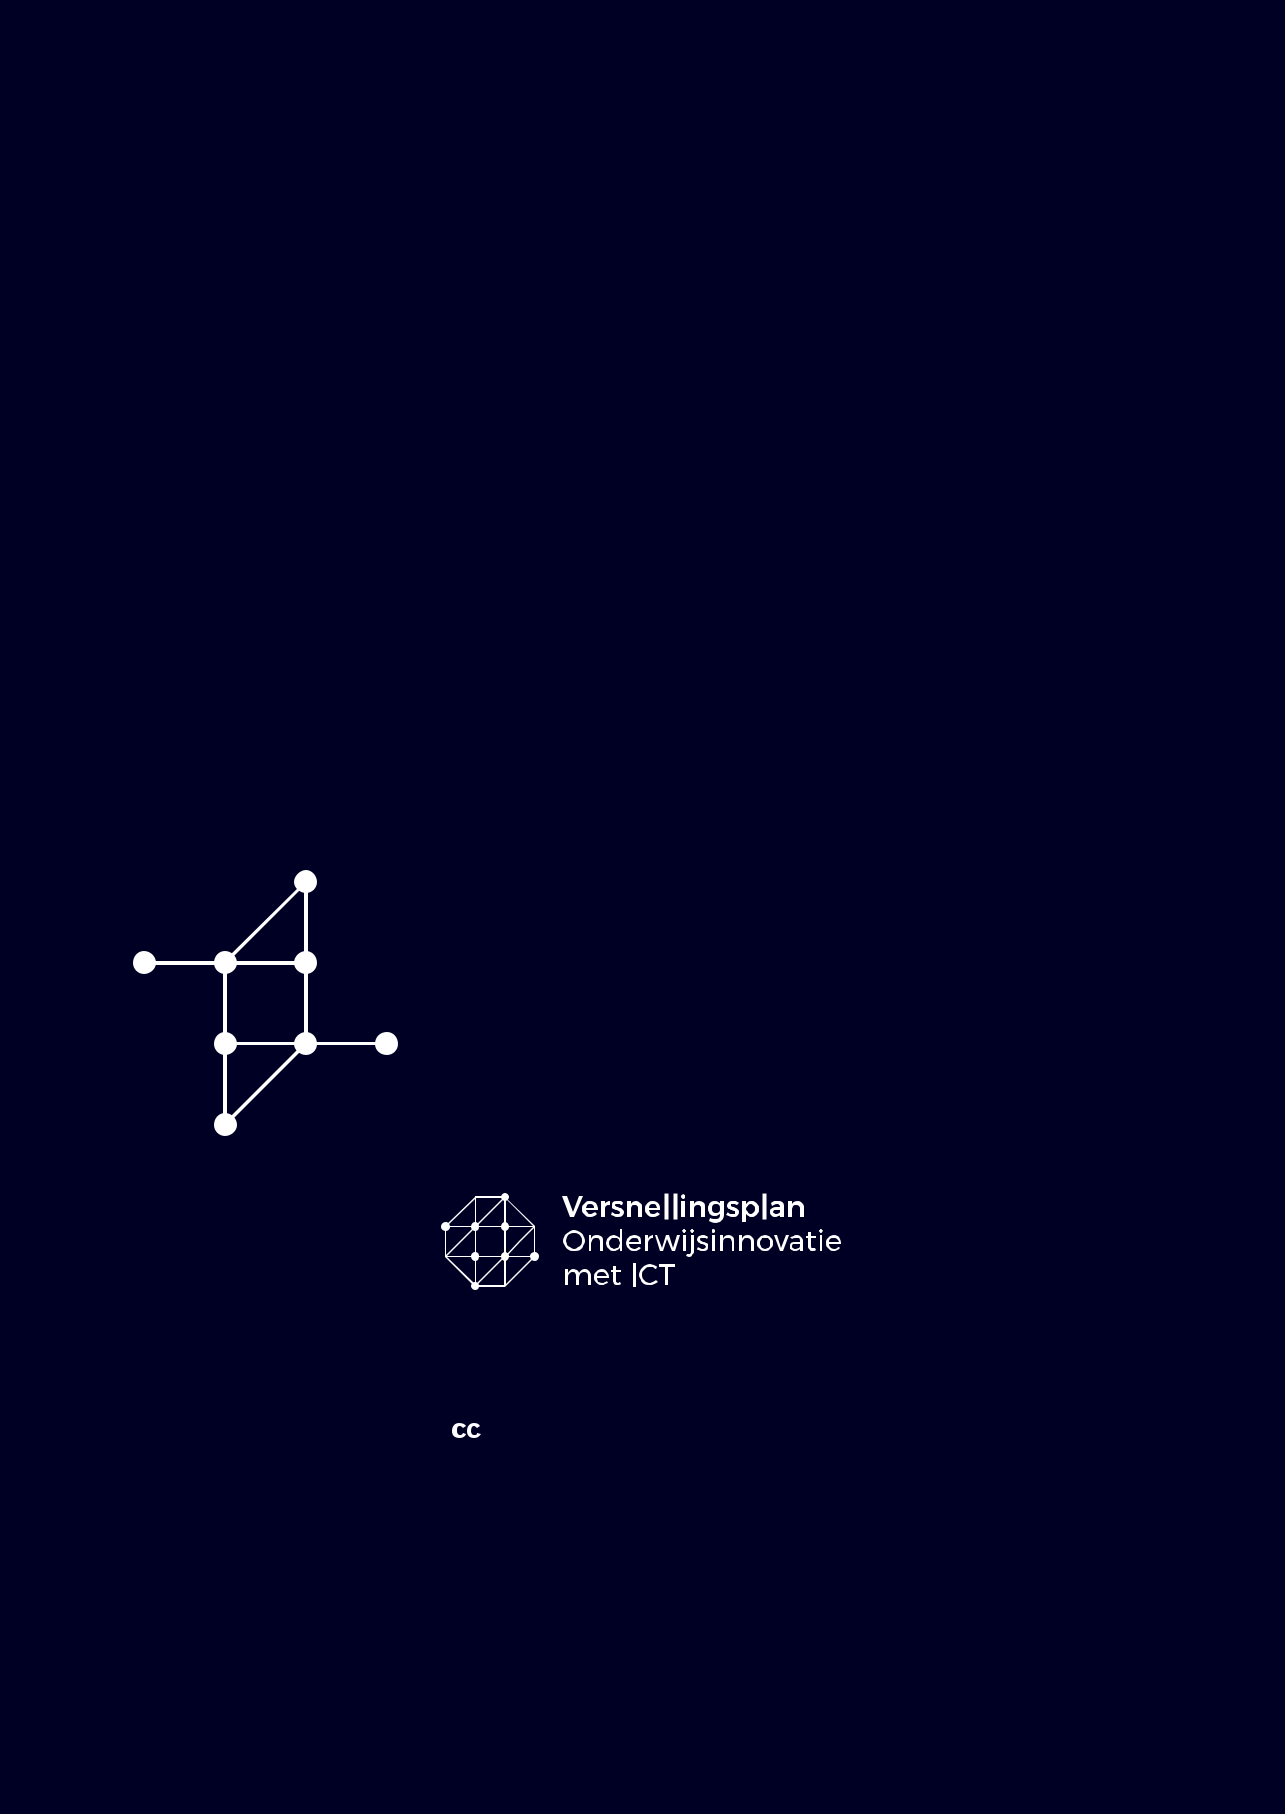 Versnellingsplan
Onderwijsinnovatie
met ICT
cc